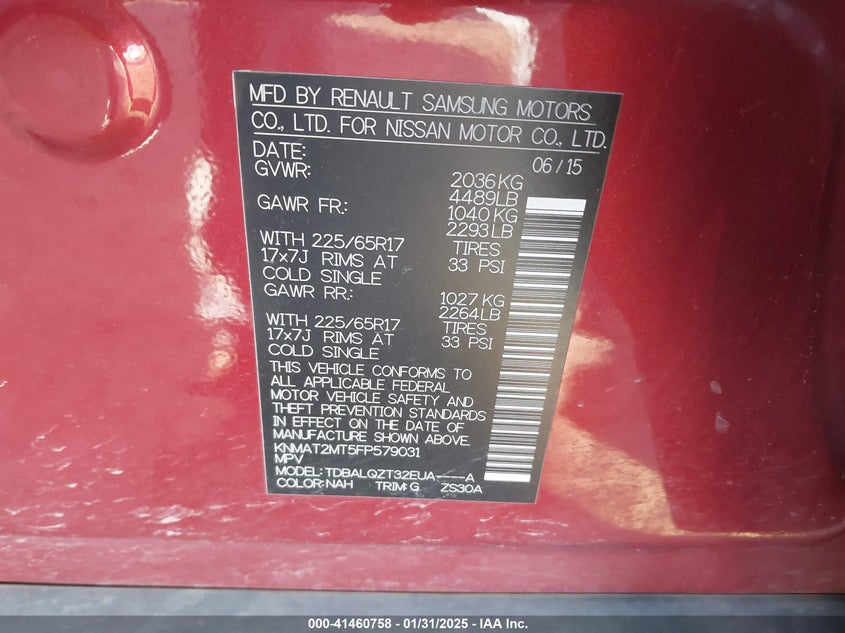 MFD BY RENAULT SAMSUNG MOTORS
CO., LTD. FOR NISSAN MOTOR CO., LTD.
DATE: 06/15
GVWR: 2036KG
4489LB
GAWR FR.: 1040KG
2293LB
WITH 225/65R17 TIRES
17x7J RIMS AT 33 PSI
COLD SINGLE
GAWR RR.: 1027KG
2264LB
WITH 225/65R17 TIRES
17x7J RIMS AT 33 PSI
COLD SINGLE
THIS VEHICLE CONFORMS TO
ALL APPLICABLE FEDERAL
MOTOR VEHICLE SAFETY AND
THEFT PREVENTION STANDARDS
IN EFFECT ON THE DATE OF
MANUFACTURE SHOWN ABOVE.
KNMAT2MT5FP579031
MPV
MODEL: TDBALQZT32EUA----A
COLOR: NAH TRIM: G ZS30A
000-41460758 - 01/31/2025 - IAA Inc.